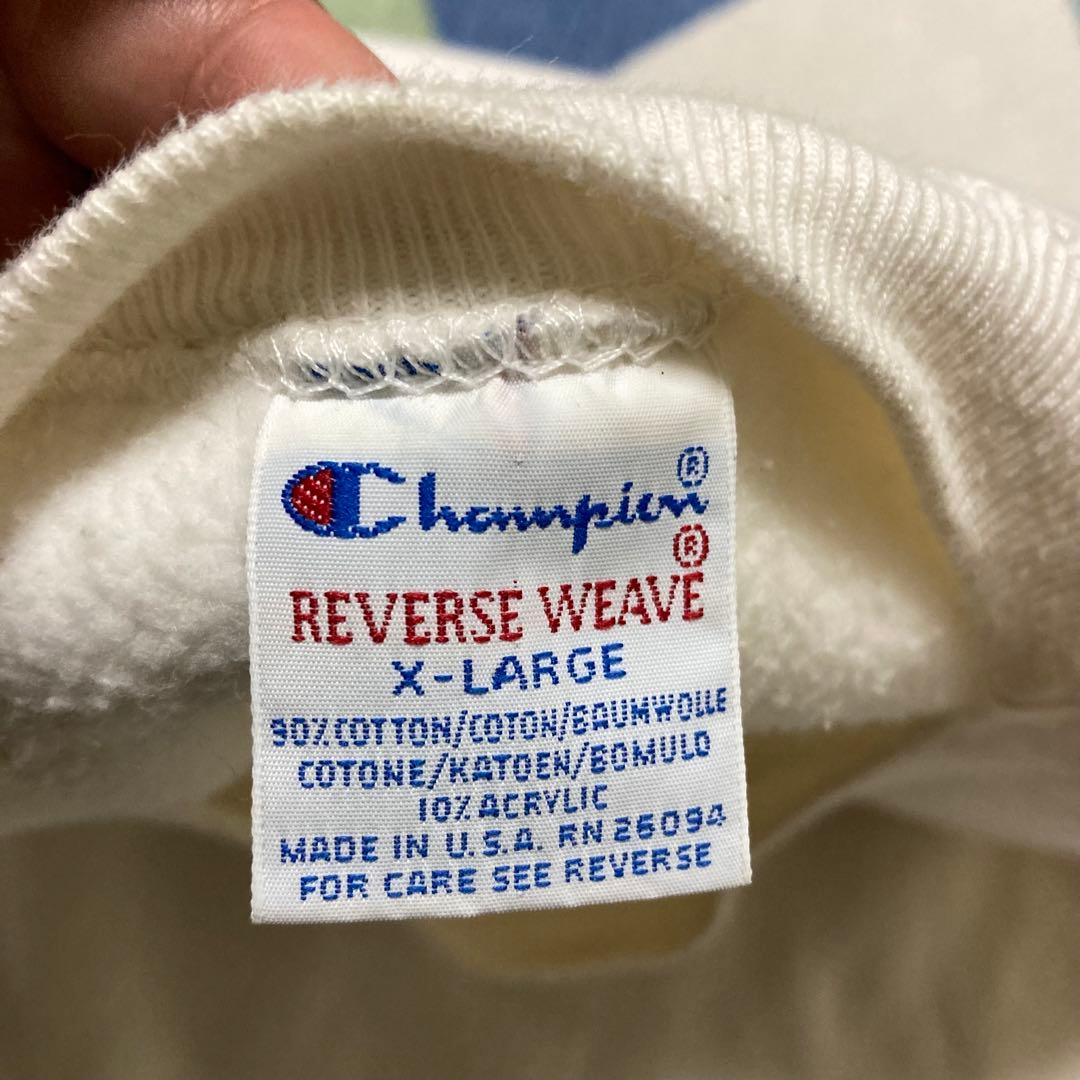 Champion®
REVERSE WEAVE®
X-LARGE
90% COTTON/COTON/BAUMWOLLE
COTONE/KATOEN/BOMULD
10% ACRYLIC
MADE IN U.S.A. RN 26094
FOR CARE SEE REVERSE